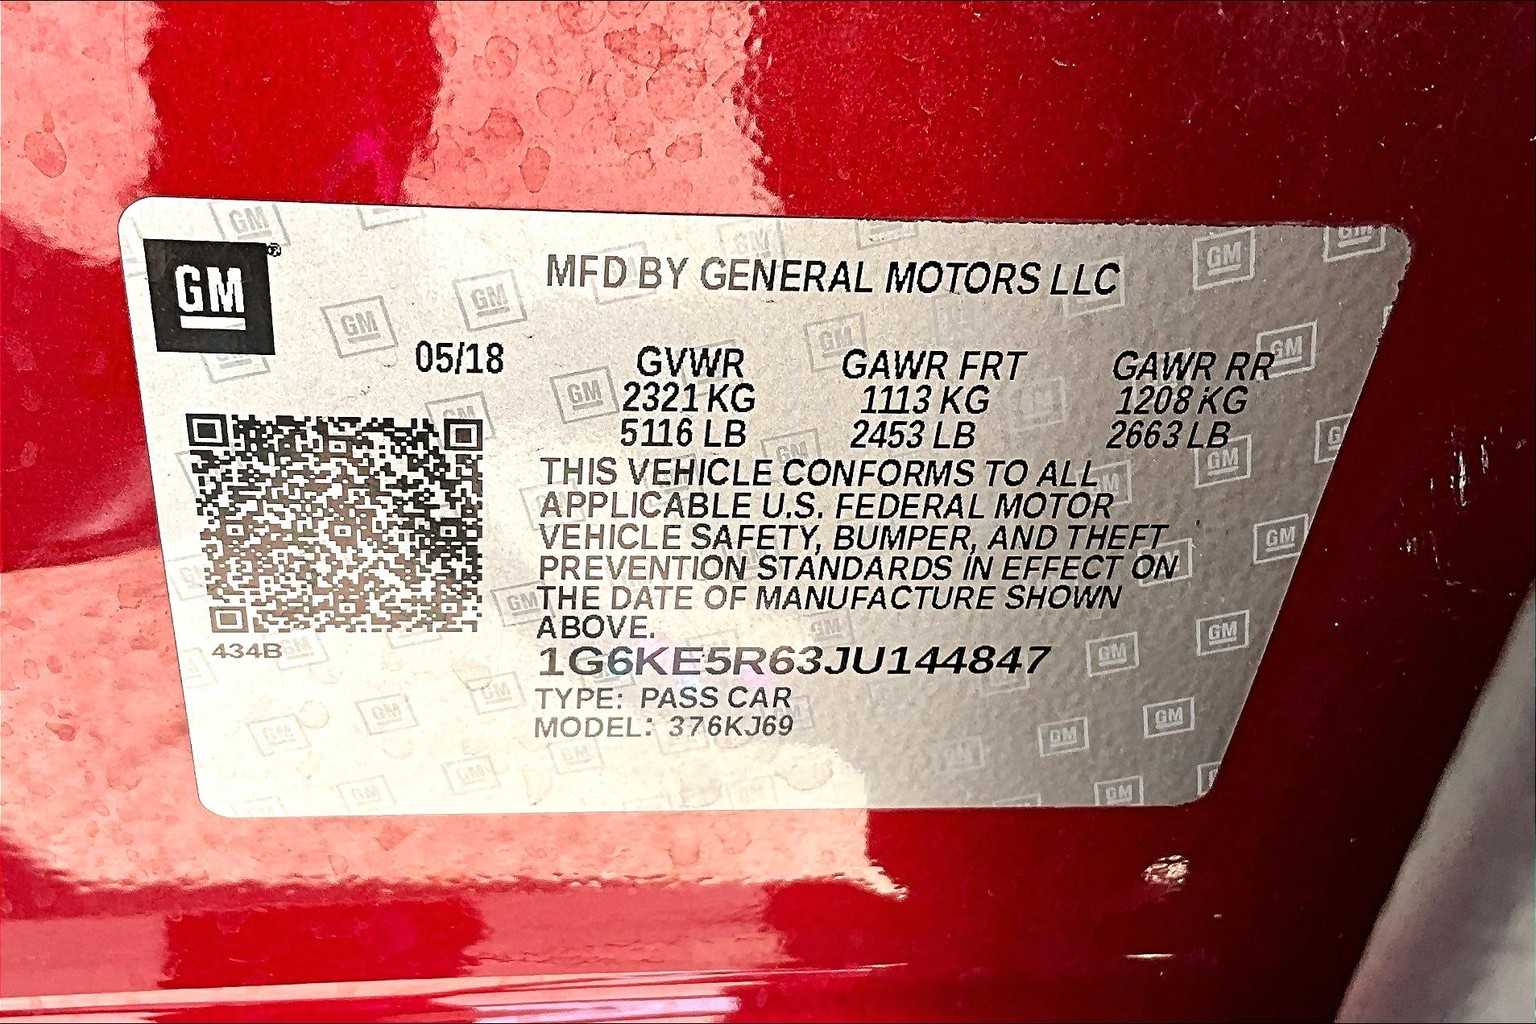 GM®
MFD BY GENERAL MOTORS LLC
05/18
GVWR GAWR FRT GAWR RR
2321 KG 1113 KG 1208 KG
5116 LB 2453 LB 2663 LB
THIS VEHICLE CONFORMS TO ALL
APPLICABLE U.S. FEDERAL MOTOR
VEHICLE SAFETY, BUMPER, AND THEFT
PREVENTION STANDARDS IN EFFECT ON
THE DATE OF MANUFACTURE SHOWN
ABOVE.
434B
1G6KE5R63JU144847
TYPE: PASS CAR
MODEL: 376KJ69